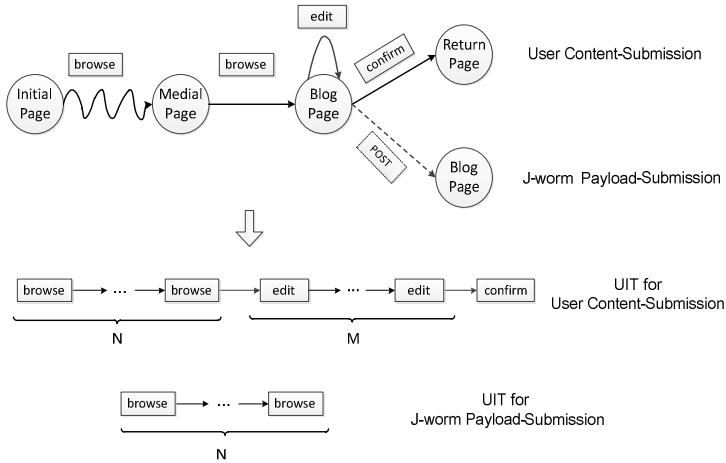 edit
browse
browse
confirm
Initial
Page
Medial
Page
Blog
Page
Return
Page
User Content-Submission
POST
Blog
Page
J-worm Payload-Submission
browse ... browse edit ... edit confirm
UIT for
User Content-Submission
N
M
browse ... browse
UIT for
J-worm Payload-Submission
N